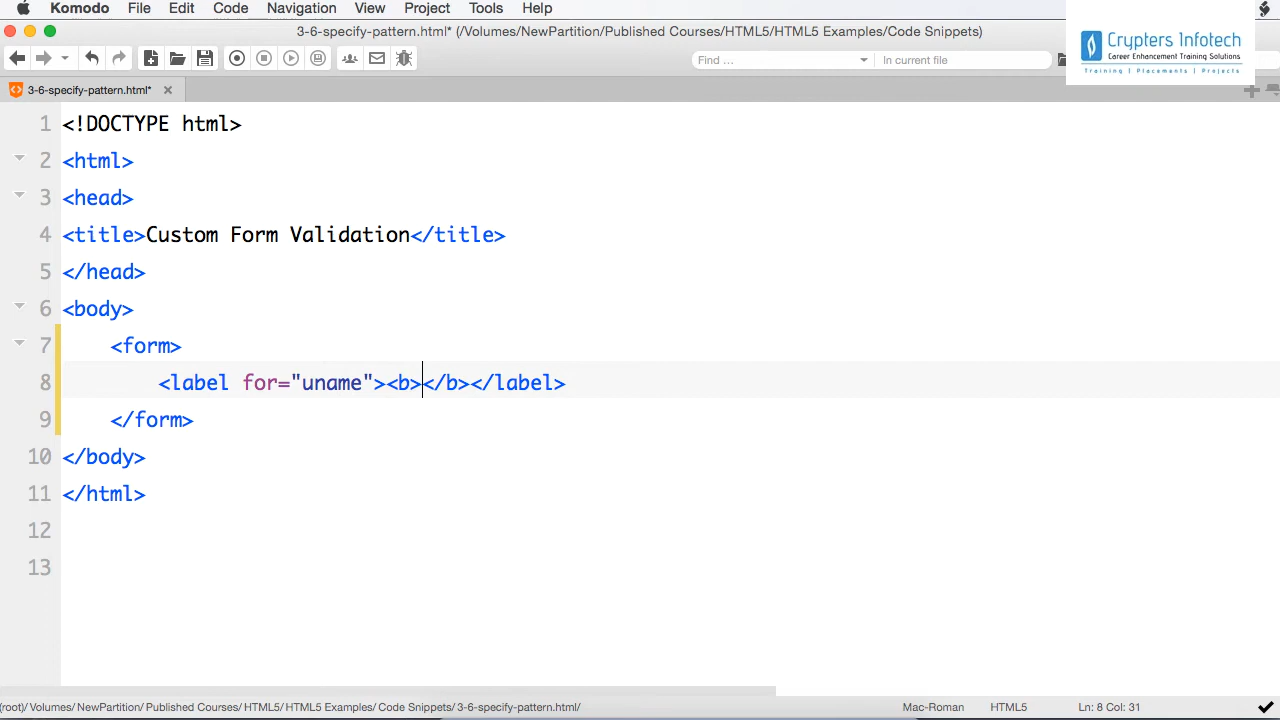 Komodo File Edit Code Navigation View Project Tools Help
3-6-specify-pattern.html* (/Volumes/NewPartition/Published Courses/HTML5/HTML5 Examples/Code Snippets)
Crypters Infotech
Career Enhancement Training Solutions
Training | Placements | Projects
Find ... In current file
3-6-specify-pattern.html*
1 <!DOCTYPE html>
2 <html>
3 <head>
4 <title>Custom Form Validation</title>
5 </head>
6 <body>
7 <form>
8 <label for="uname"><b></b></label>
9 </form>
10 </body>
11 </html>
12
13
(root)/ Volumes/ NewPartition/ Published Courses/ HTML5/ HTML5 Examples/ Code Snippets/ 3-6-specify-pattern.html/ Mac-Roman HTML5 Ln: 8 Col: 31